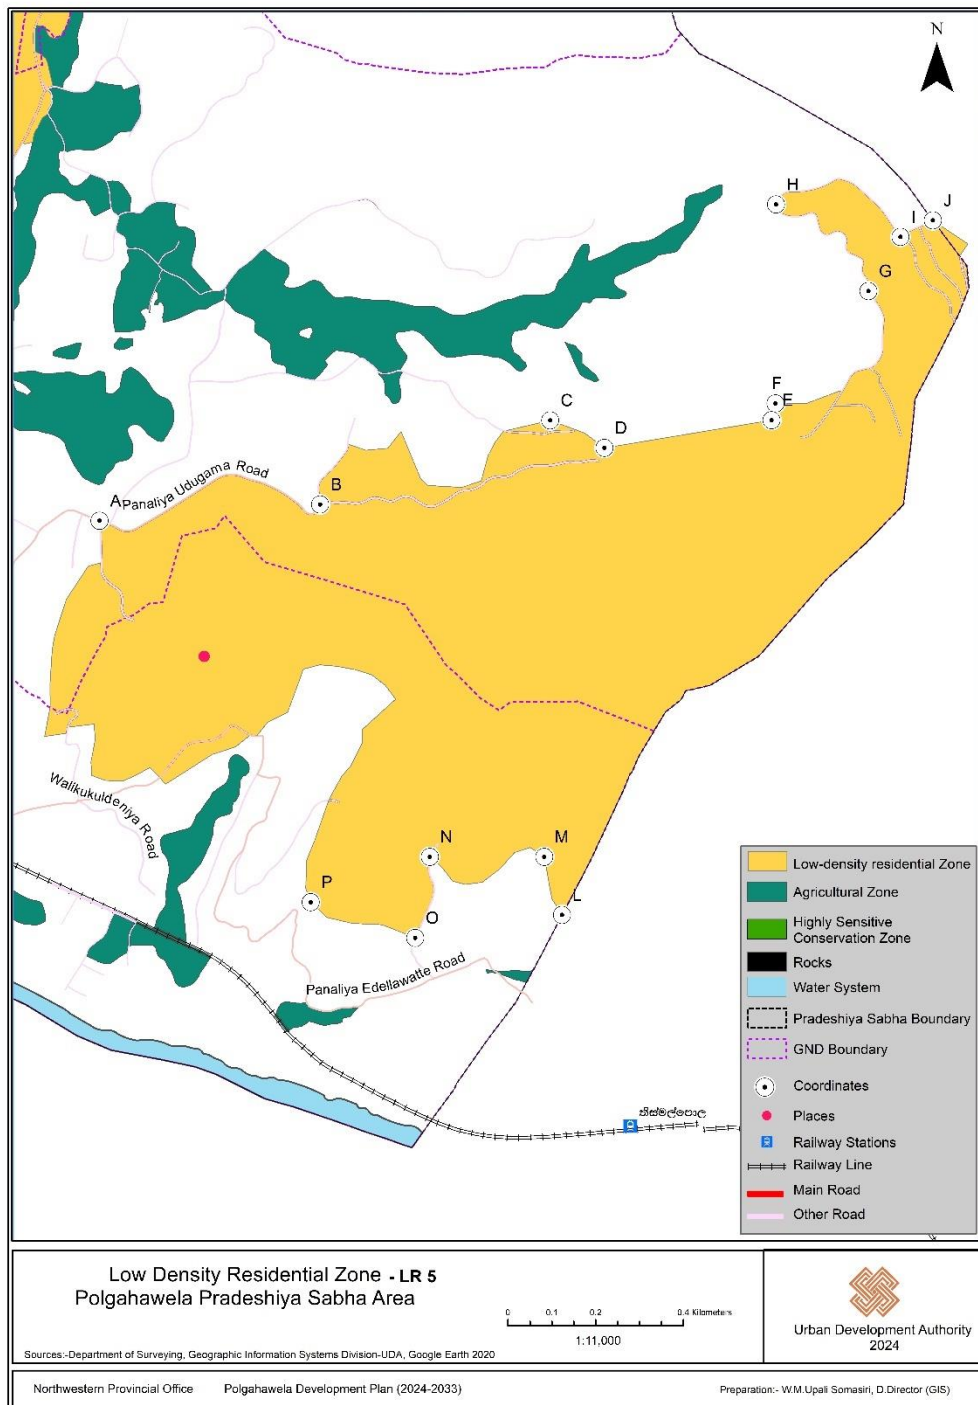 N
H
J
I
G
F
E
C
D
B
A
Panaliya Udugama Road
Walikukuldeniya Road
N
M
P
L
O
Panaliya Edellawatte Road
තිස්මල්පොල
Low-density residential Zone
Agricultural Zone
Highly Sensitive
Conservation Zone
Rocks
Water System
Pradeshiya Sabha Boundary
GND Boundary
Coordinates
Places
Railway Stations
Railway Line
Main Road
Other Road
Low Density Residential Zone - LR 5
Polgahawela Pradeshiya Sabha Area
0 0.1 0.2 0.4 Kilometers
1:11,000
Sources:-Department of Surveying, Geographic Information Systems Division-UDA, Google Earth 2020
Urban Development Authority
2024
Northwestern Provincial Office Polgahawela Development Plan (2024-2033) Preparation:- W.M.Upali Somasiri, D.Director (GIS)